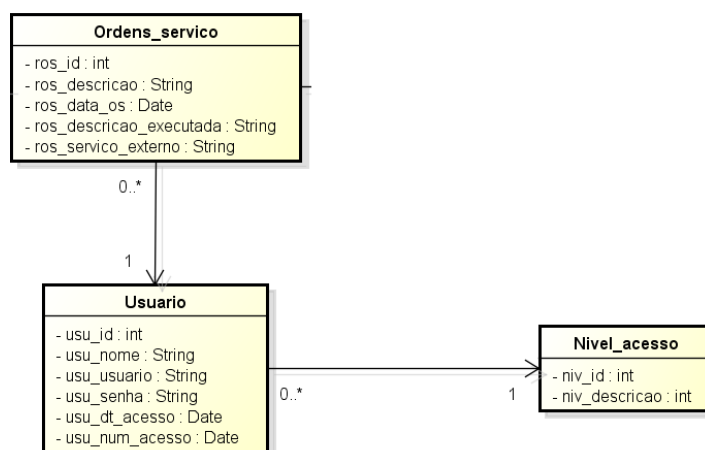 Ordens_servico
- ros_id : int
- ros_descricao : String
- ros_data_os : Date
- ros_descricao_executada : String
- ros_servico_externo : String
0..*
1
Usuario
- usu_id : int
- usu_nome : String
- usu_usuario : String
- usu_senha : String
- usu_dt_acesso : Date
- usu_num_acesso : Date
0..*
1
Nivel_acesso
- niv_id : int
- niv_descricao : int